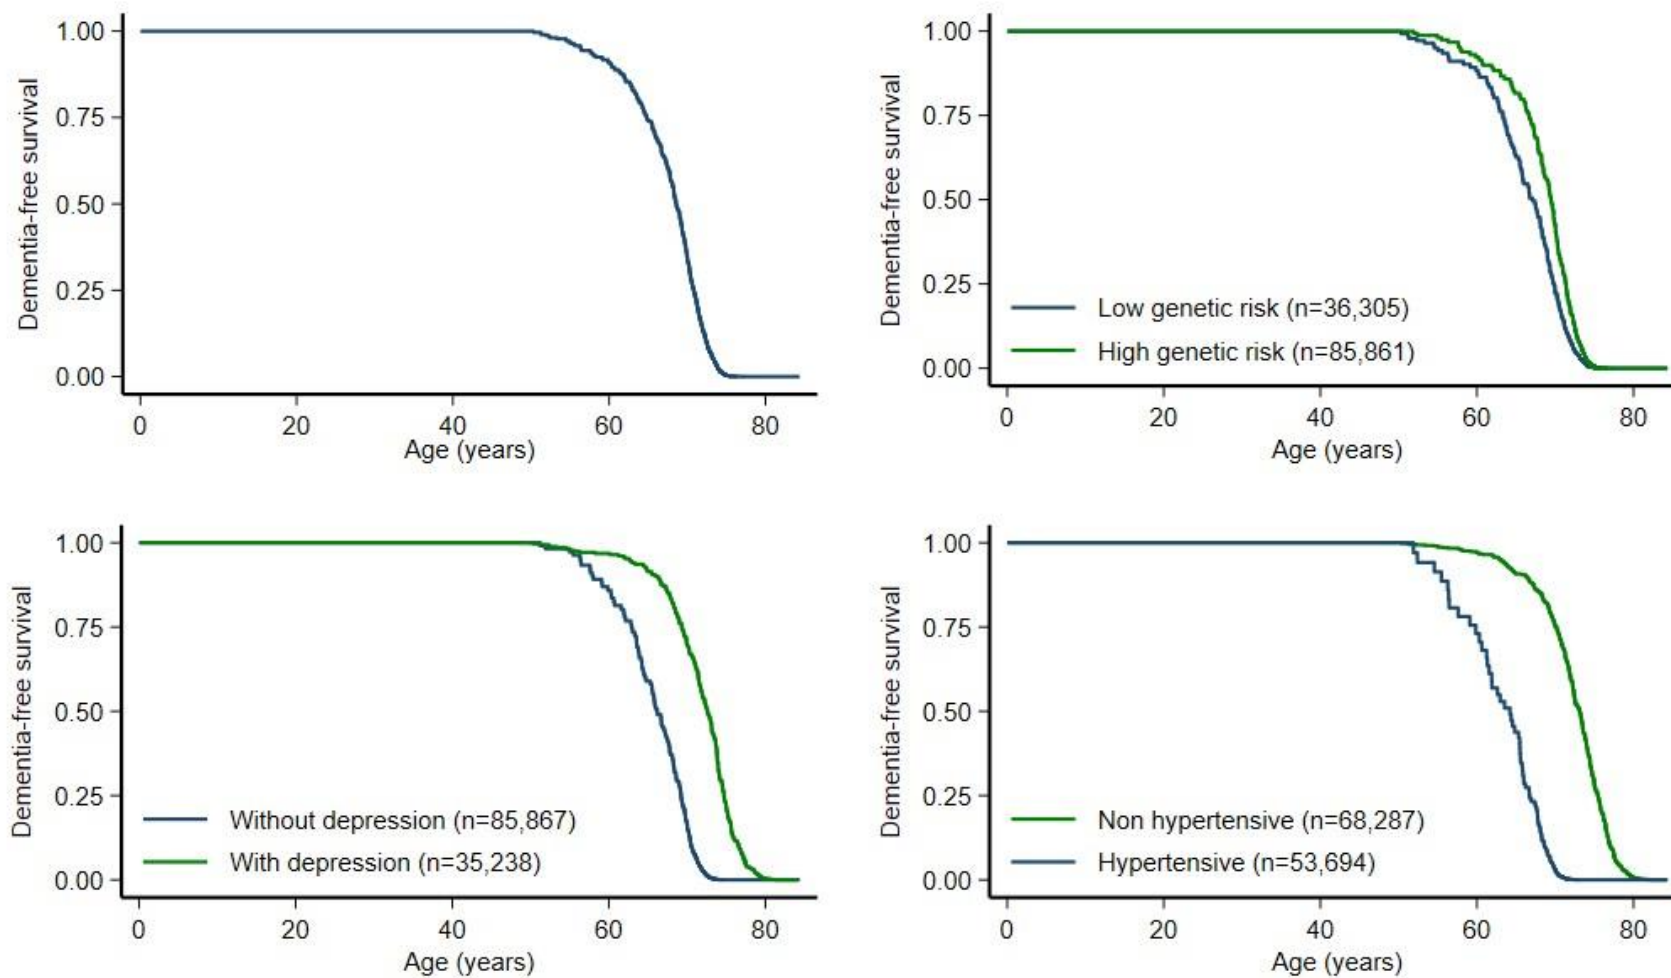 Dementia-free survival
1.00
0.75
0.50
0.25
0.00
0 20 40 60 80
Age (years)
Dementia-free survival
1.00
0.75
0.50
0.25
0.00
Low genetic risk (n=36,305)
High genetic risk (n=85,861)
0 20 40 60 80
Age (years)
Dementia-free survival
1.00
0.75
0.50
0.25
0.00
Without depression (n=85,867)
With depression (n=35,238)
0 20 40 60 80
Age (years)
Dementia-free survival
1.00
0.75
0.50
0.25
0.00
Non hypertensive (n=68,287)
Hypertensive (n=53,694)
0 20 40 60 80
Age (years)